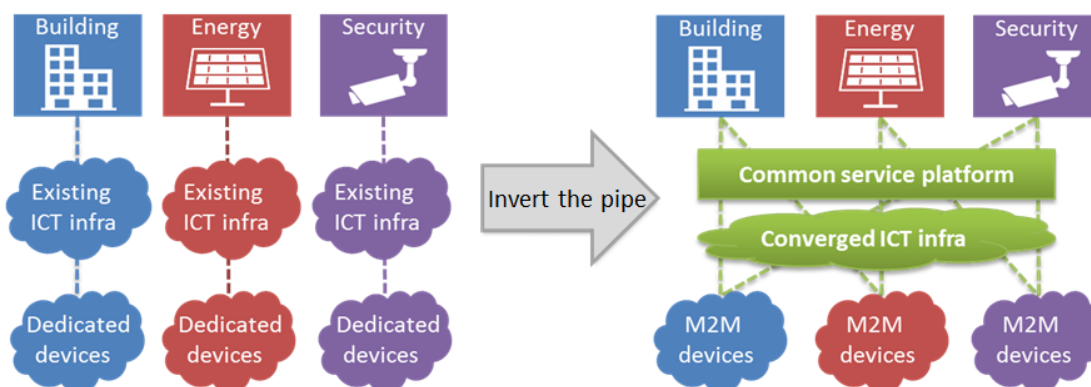 Building
Energy
Security
Existing
ICT infra
Existing
ICT infra
Existing
ICT infra
Dedicated
devices
Dedicated
devices
Dedicated
devices
Invert the pipe
Building
Energy
Security
Common service platform
Converged ICT infra
M2M
devices
M2M
devices
M2M
devices